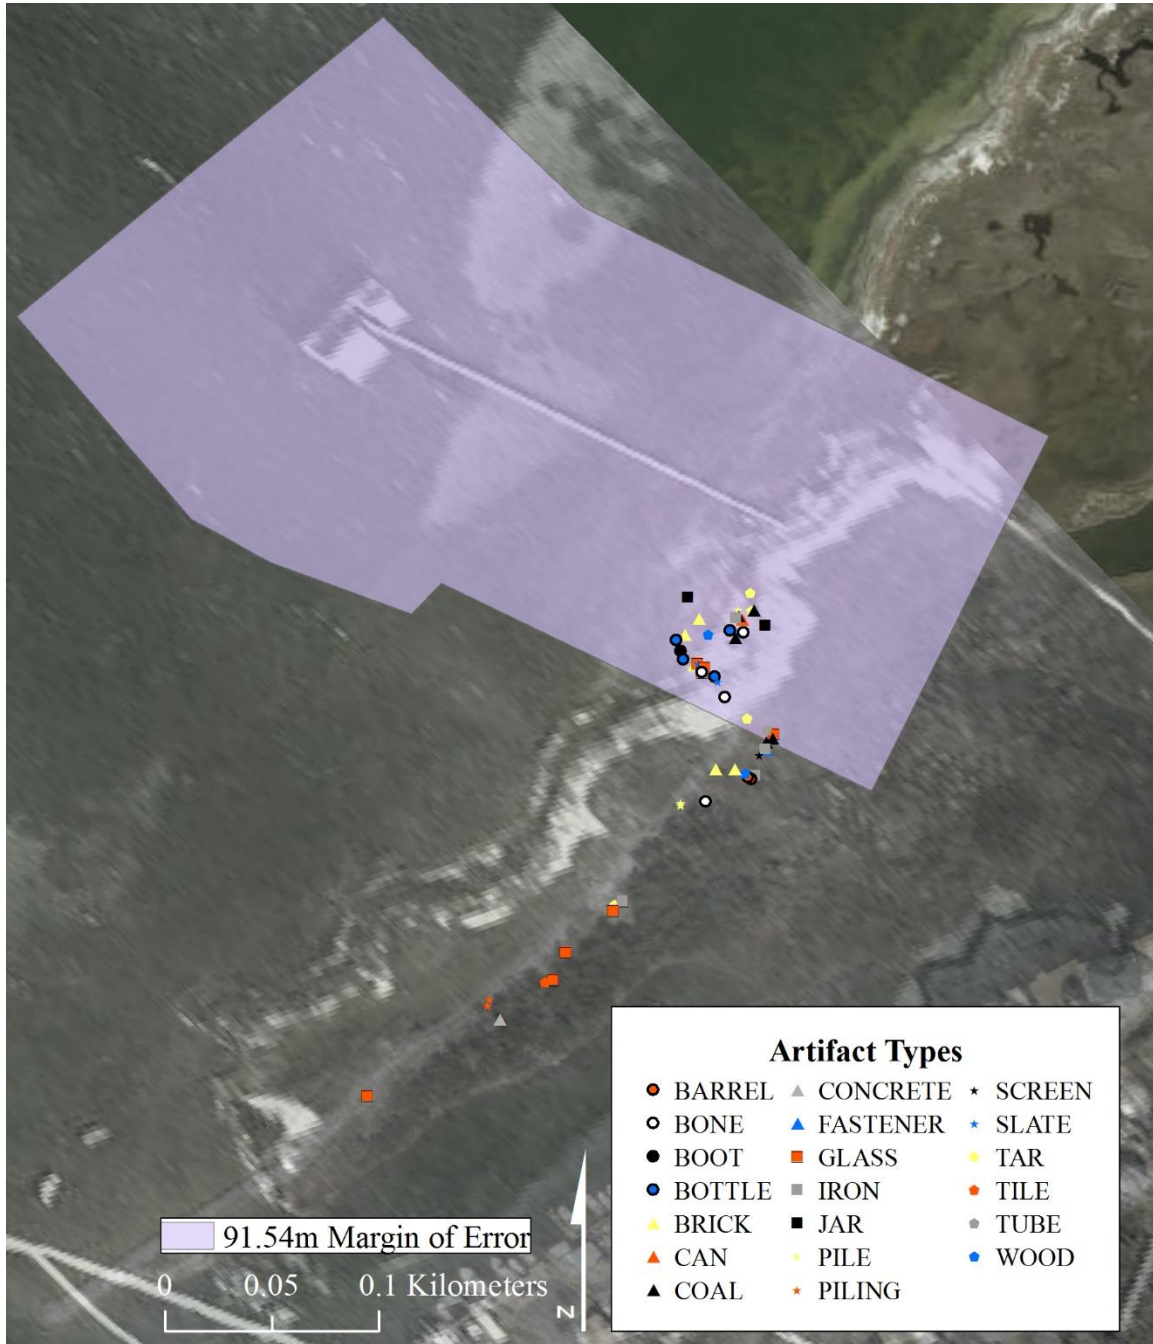 Artifact Types
BARREL CONCRETE SCREEN
BONE FASTENER SLATE
BOOT GLASS TAR
BOTTLE IRON TILE
BRICK JAR TUBE
CAN PILE WOOD
COAL PILING
91.54m Margin of Error
0 0.05 0.1 Kilometers
N